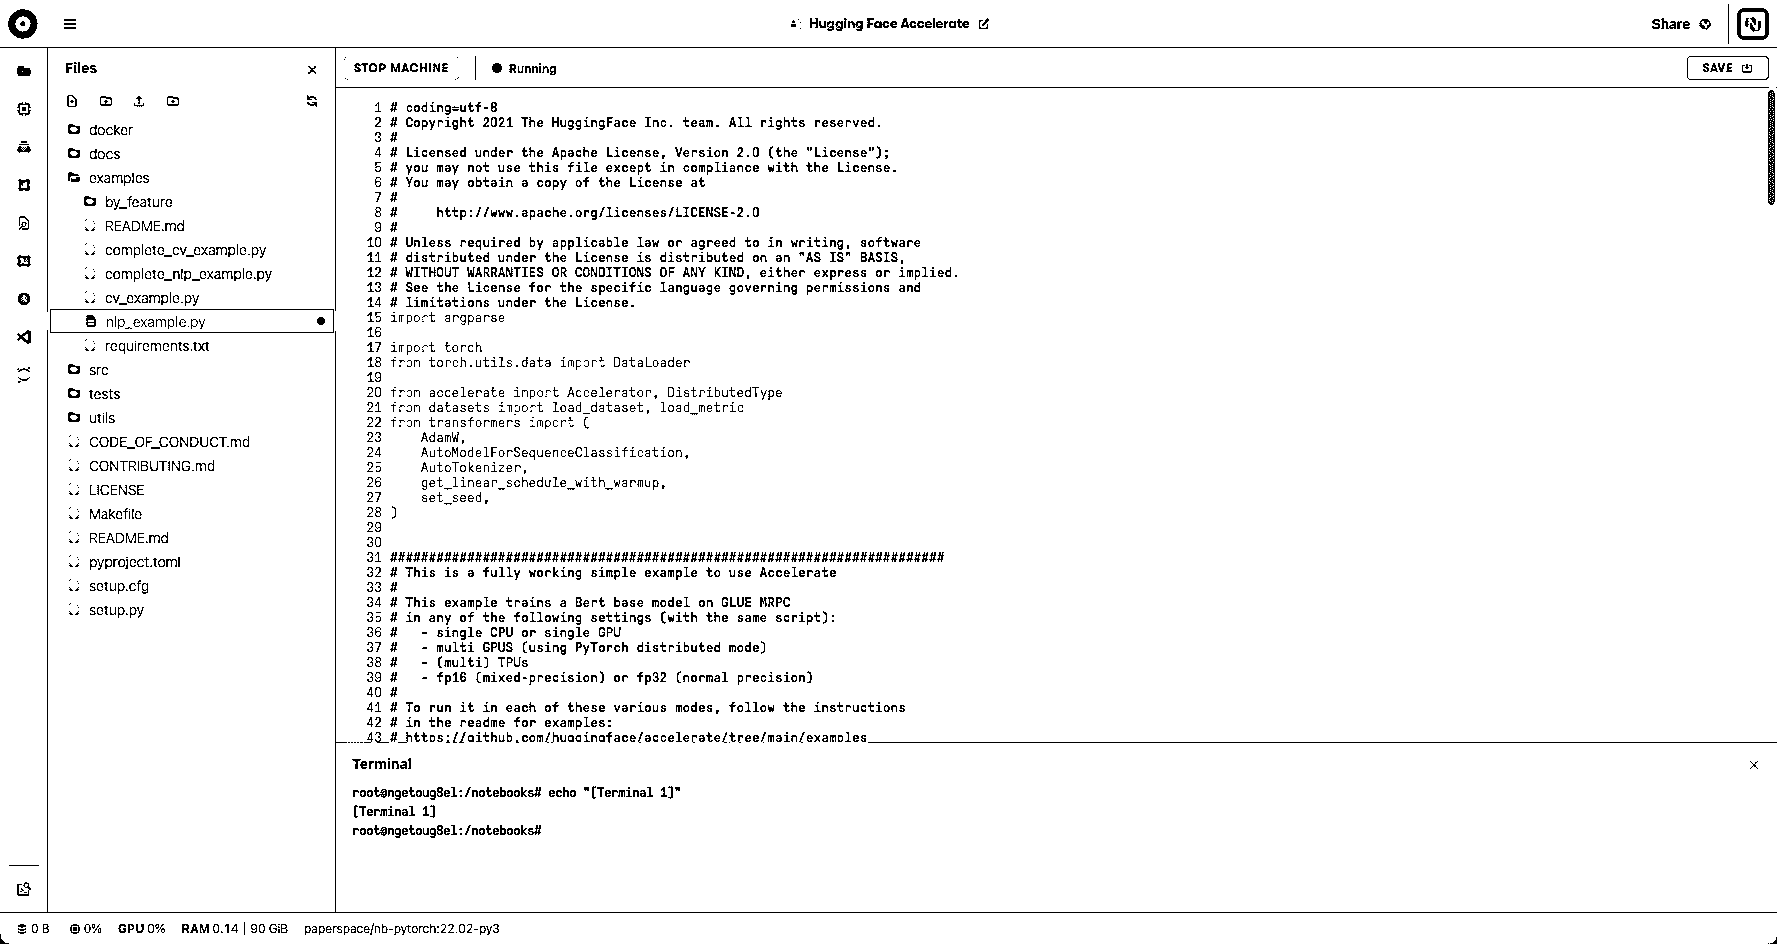 Hugging Face Accelerate
Share
Files
STOP MACHINE
Running
SAVE
docker
docs
examples
by_feature
README.md
complete_cv_example.py
complete_nlp_example.py
cv_example.py
nlp_example.py
requirements.txt
src
tests
utils
CODE_OF_CONDUCT.md
CONTRIBUTING.md
LICENSE
Makefile
README.md
pyproject.toml
setup.cfg
setup.py
1 # coding=utf-8
2 # Copyright 2021 The HuggingFace Inc. team. All rights reserved.
3 #
4 # Licensed under the Apache License, Version 2.0 (the "License");
5 # you may not use this file except in compliance with the License.
6 # You may obtain a copy of the License at
7 #
8 #     http://www.apache.org/licenses/LICENSE-2.0
9 #
10 # Unless required by applicable law or agreed to in writing, software
11 # distributed under the License is distributed on an "AS IS" BASIS,
12 # WITHOUT WARRANTIES OR CONDITIONS OF ANY KIND, either express or implied.
13 # See the License for the specific language governing permissions and
14 # limitations under the License.
15 import argparse
16
17 import torch
18 from torch.utils.data import DataLoader
19
20 from accelerate import Accelerator, DistributedType
21 from datasets import load_dataset, load_metric
22 from transformers import (
23     AdamW,
24     AutoModelForSequenceClassification,
25     AutoTokenizer,
26     get_linear_schedule_with_warmup,
27     set_seed,
28 )
29
30
31 ########################################################################
32 # This is a fully working simple example to use Accelerate
33 #
34 # This example trains a Bert base model on GLUE MRPC
35 # in any of the following settings (with the same script):
36 #   - single CPU or single GPU
37 #   - multi GPUS (using PyTorch distributed mode)
38 #   - (multi) TPUs
39 #   - fp16 (mixed-precision) or fp32 (normal precision)
40 #
41 # To run it in each of these various modes, follow the instructions
42 # in the readme for examples:
43 # https://github.com/huggingface/accelerate/tree/main/examples
Terminal
root@ngetoug8el:/notebooks# echo "[Terminal 1]"
[Terminal 1]
root@ngetoug8el:/notebooks#
0 B 0% GPU 0% RAM 0.14 | 90 GiB paperspace/nb-pytorch:22.02-py3